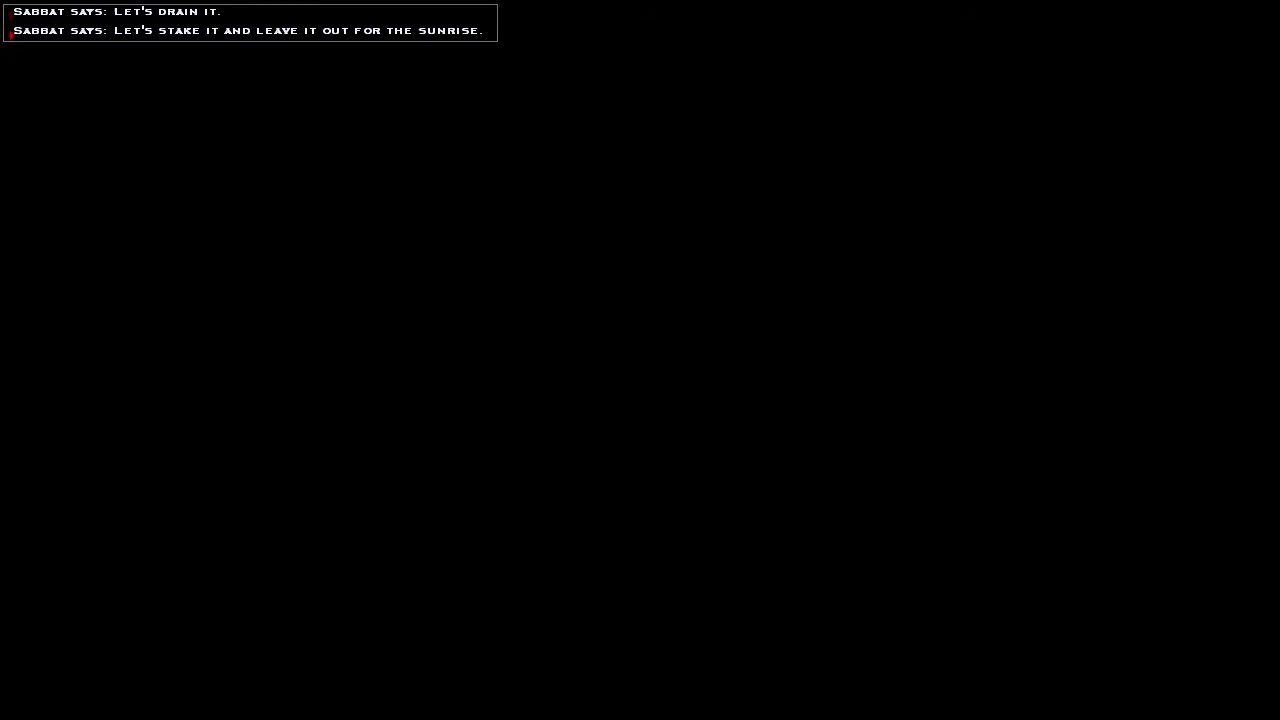 Sabbat says: Let's drain it.
Sabbat says: Let's stake it and leave it out for the sunrise.